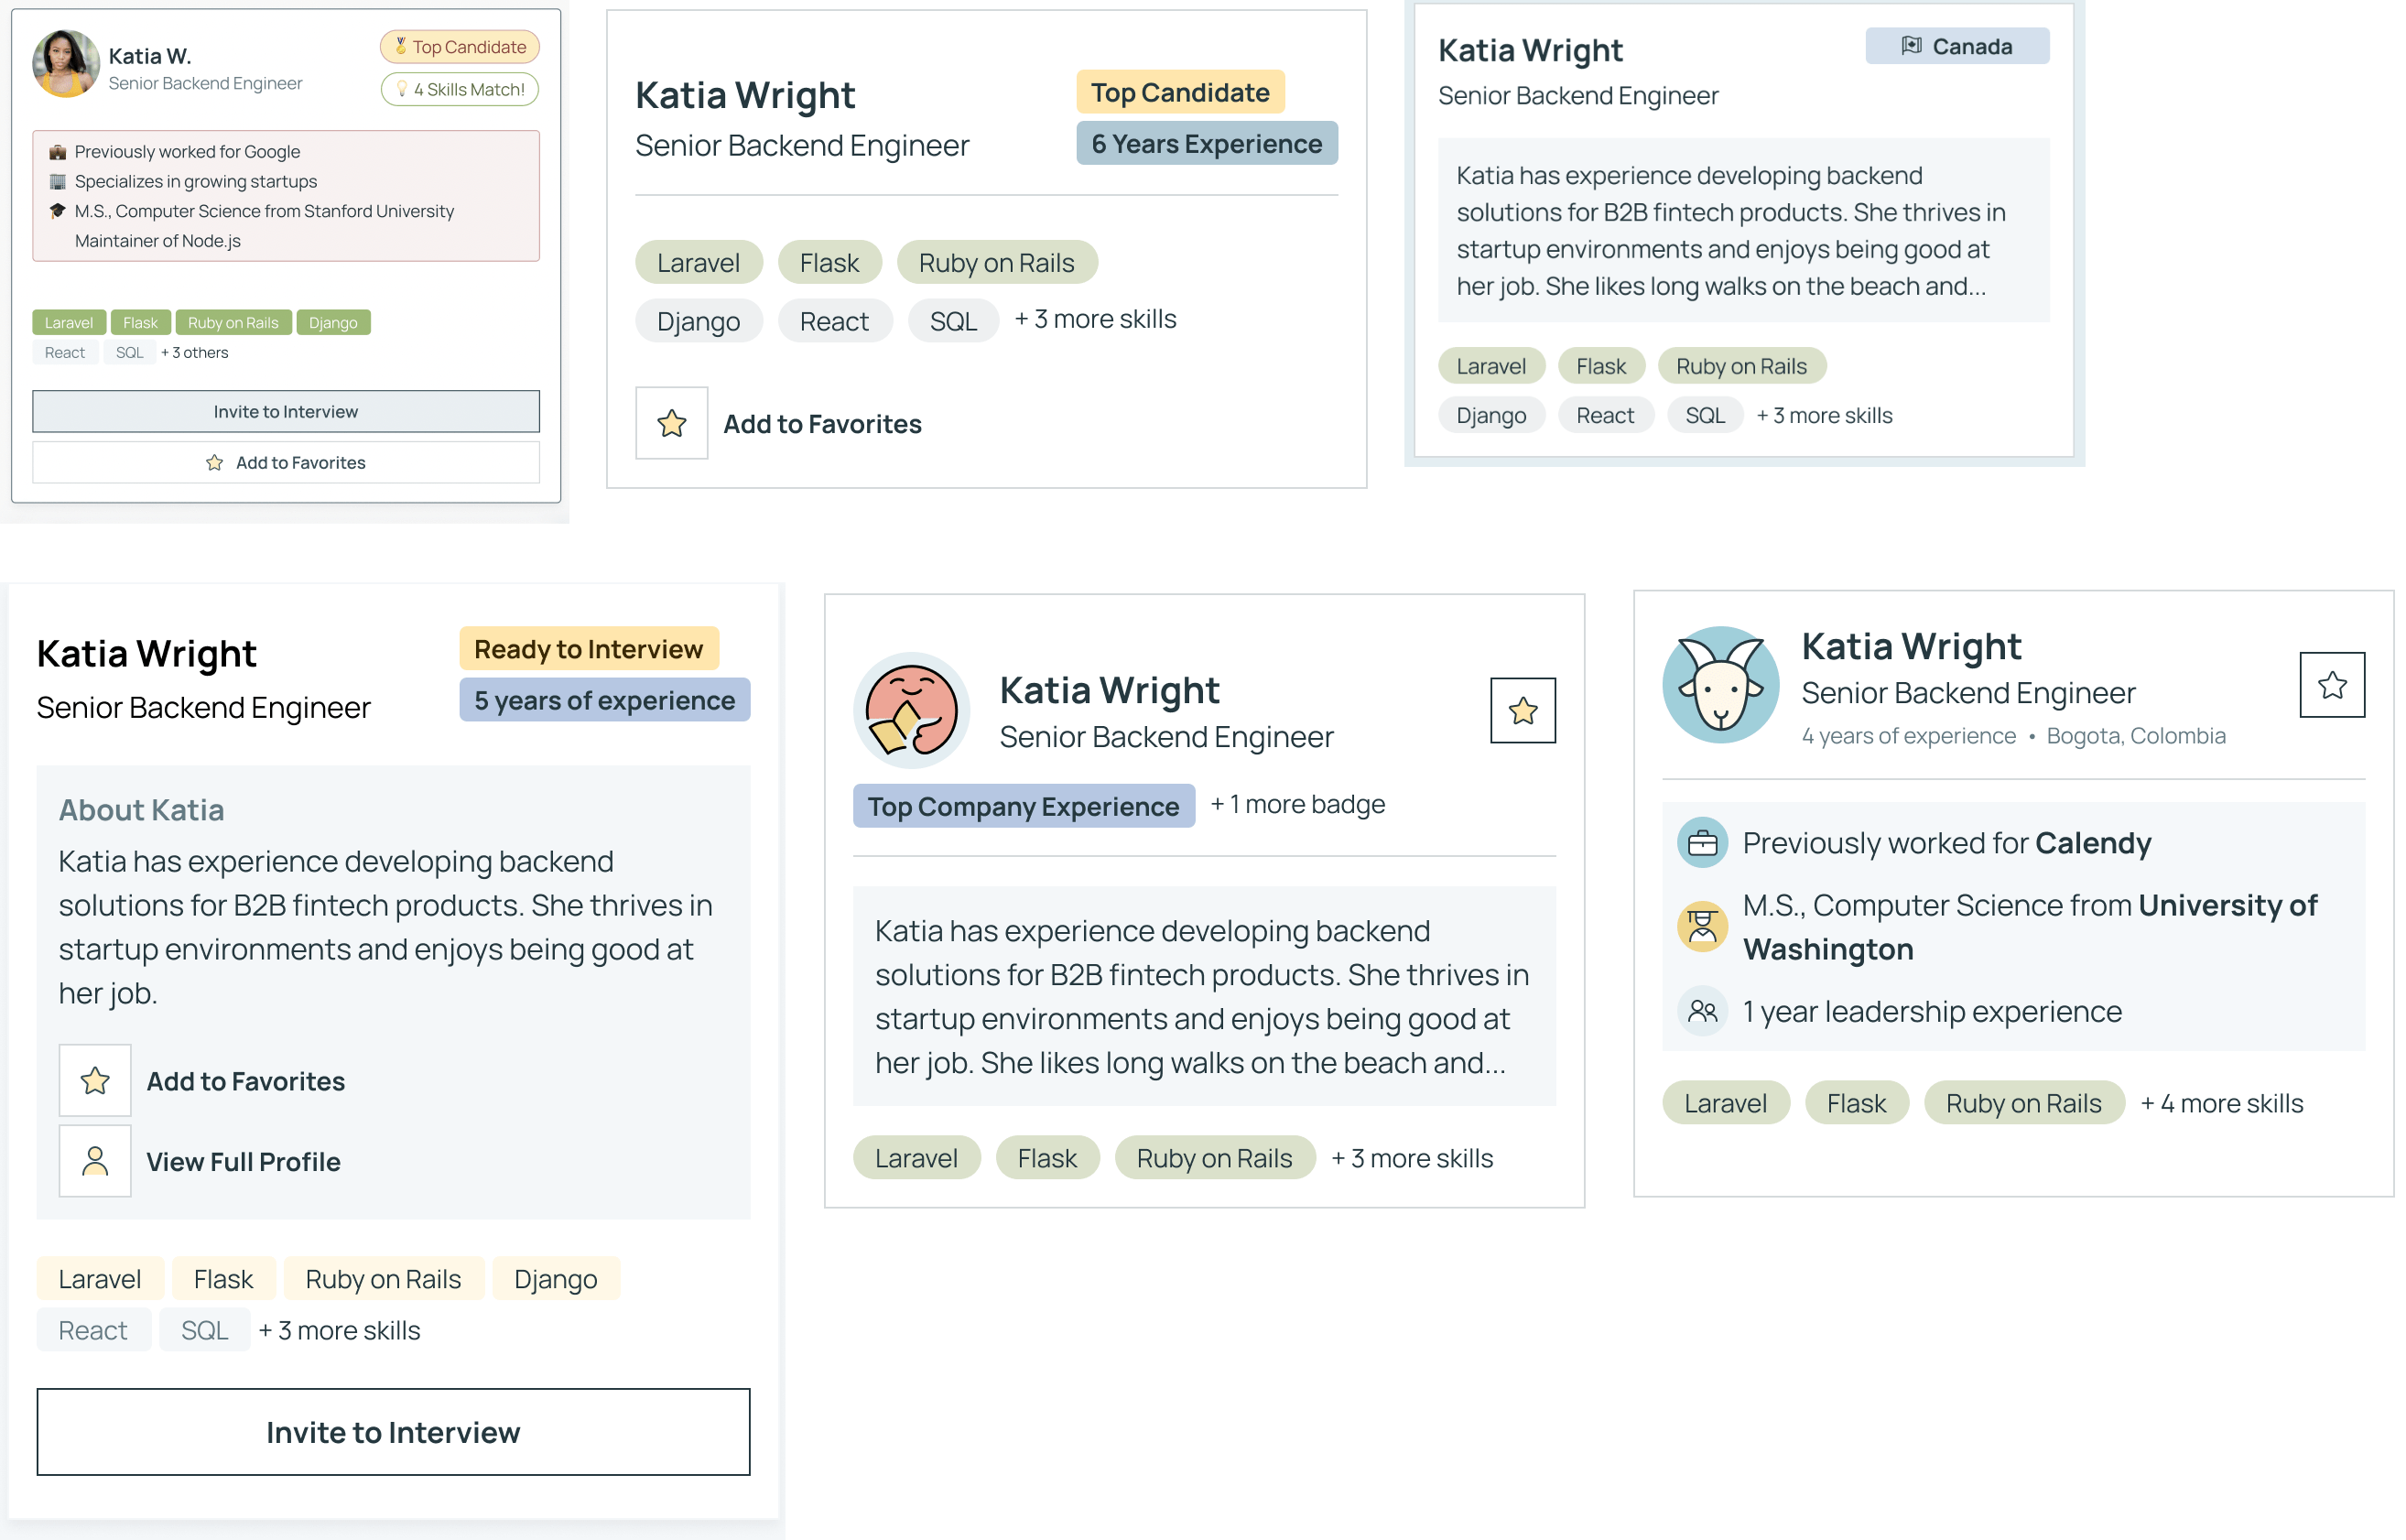 Katia W.
Senior Backend Engineer
Top Candidate
4 Skills Match!
Previously worked for Google
Specializes in growing startups
M.S., Computer Science from Stanford University
Maintainer of Node.js
Laravel Flask Ruby on Rails Django
React SQL + 3 others
Invite to Interview
Add to Favorites
Katia Wright
Senior Backend Engineer
Top Candidate
6 Years Experience
Laravel Flask Ruby on Rails
Django React SQL + 3 more skills
Add to Favorites
Katia Wright
Canada
Senior Backend Engineer
Katia has experience developing backend
solutions for B2B fintech products. She thrives in
startup environments and enjoys being good at
her job. She likes long walks on the beach and...
Laravel Flask Ruby on Rails
Django React SQL + 3 more skills
Katia Wright
Senior Backend Engineer
Ready to Interview
5 years of experience
About Katia
Katia has experience developing backend
solutions for B2B fintech products. She thrives in
startup environments and enjoys being good at
her job.
Add to Favorites
View Full Profile
Laravel Flask Ruby on Rails Django
React SQL + 3 more skills
Invite to Interview
Katia Wright
Senior Backend Engineer
Top Company Experience + 1 more badge
Katia has experience developing backend
solutions for B2B fintech products. She thrives in
startup environments and enjoys being good at
her job. She likes long walks on the beach and...
Laravel Flask Ruby on Rails + 3 more skills
Katia Wright
Senior Backend Engineer
4 years of experience • Bogota, Colombia
Previously worked for Calendy
M.S., Computer Science from University of
Washington
1 year leadership experience
Laravel Flask Ruby on Rails + 4 more skills